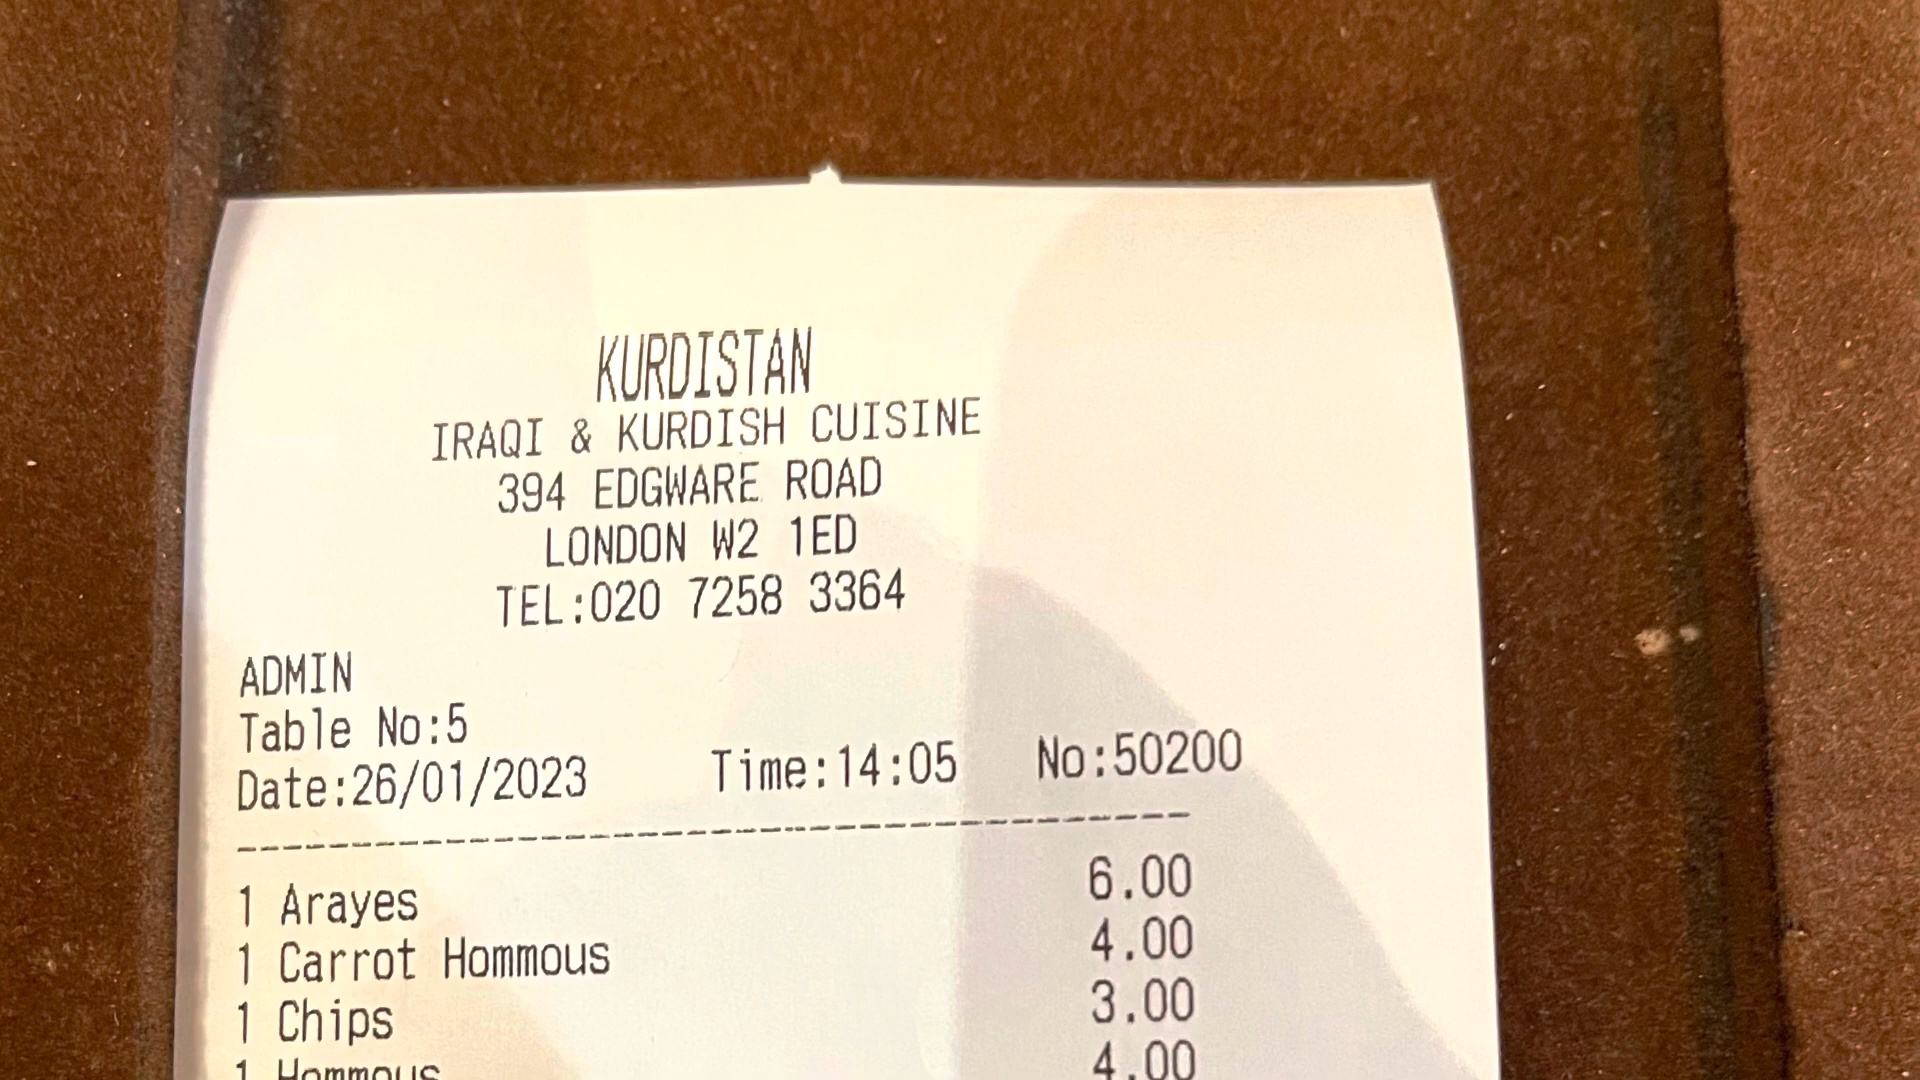 KURDISTAN
IRAQI & KURDISH CUISINE
394 EDGWARE ROAD
LONDON W2 1ED
TEL:020 7258 3364
ADMIN
Table No:5
Date:26/01/2023 Time:14:05 No:50200
--------------------------------
1 Arayes 6.00
1 Carrot Hommous 4.00
1 Chips 3.00
1 Hommous 4.00